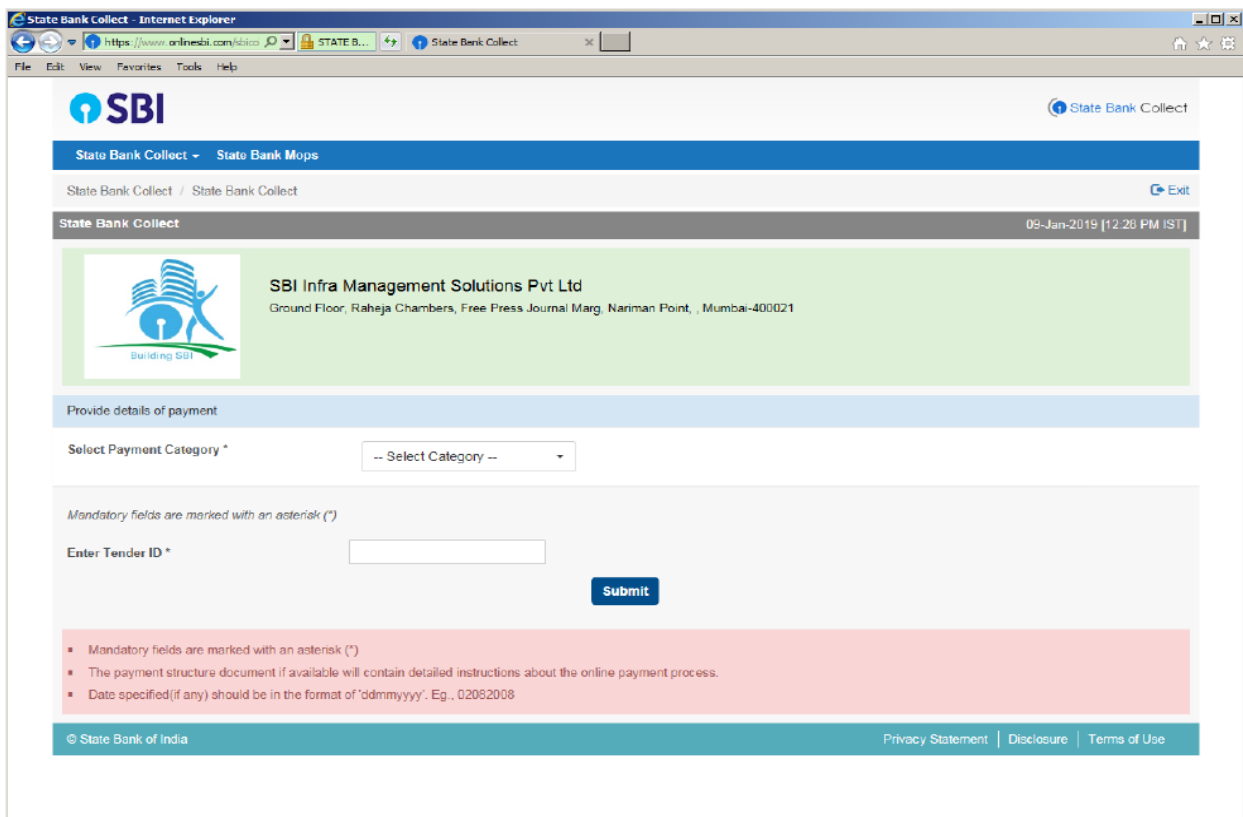 State Bank Collect - Internet Explorer
https://www.onlinesbi.com/sbico STATE B... State Bank Collect
File Edit View Favorites Tools Help
SBI
State Bank Collect
State Bank Collect State Bank Mops
State Bank Collect / State Bank Collect Exit
State Bank Collect 09-Jan-2019 [12:28 PM IST]
SBI Infra Management Solutions Pvt Ltd
Ground Floor, Raheja Chambers, Free Press Journal Marg, Nariman Point, , Mumbai-400021
Building SBI
Provide details of payment
Select Payment Category * -- Select Category --
Mandatory fields are marked with an asterisk (*)
Enter Tender ID *
Submit
Mandatory fields are marked with an asterisk (*)
The payment structure document if available will contain detailed instructions about the online payment process.
Date specified(if any) should be in the format of 'ddmmyyyy'. Eg., 02082008
© State Bank of India Privacy Statement | Disclosure | Terms of Use